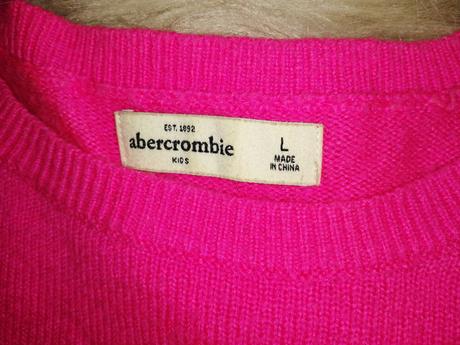 EST. 1892
abercrombie
KIDS
L
MADE
IN CHINA